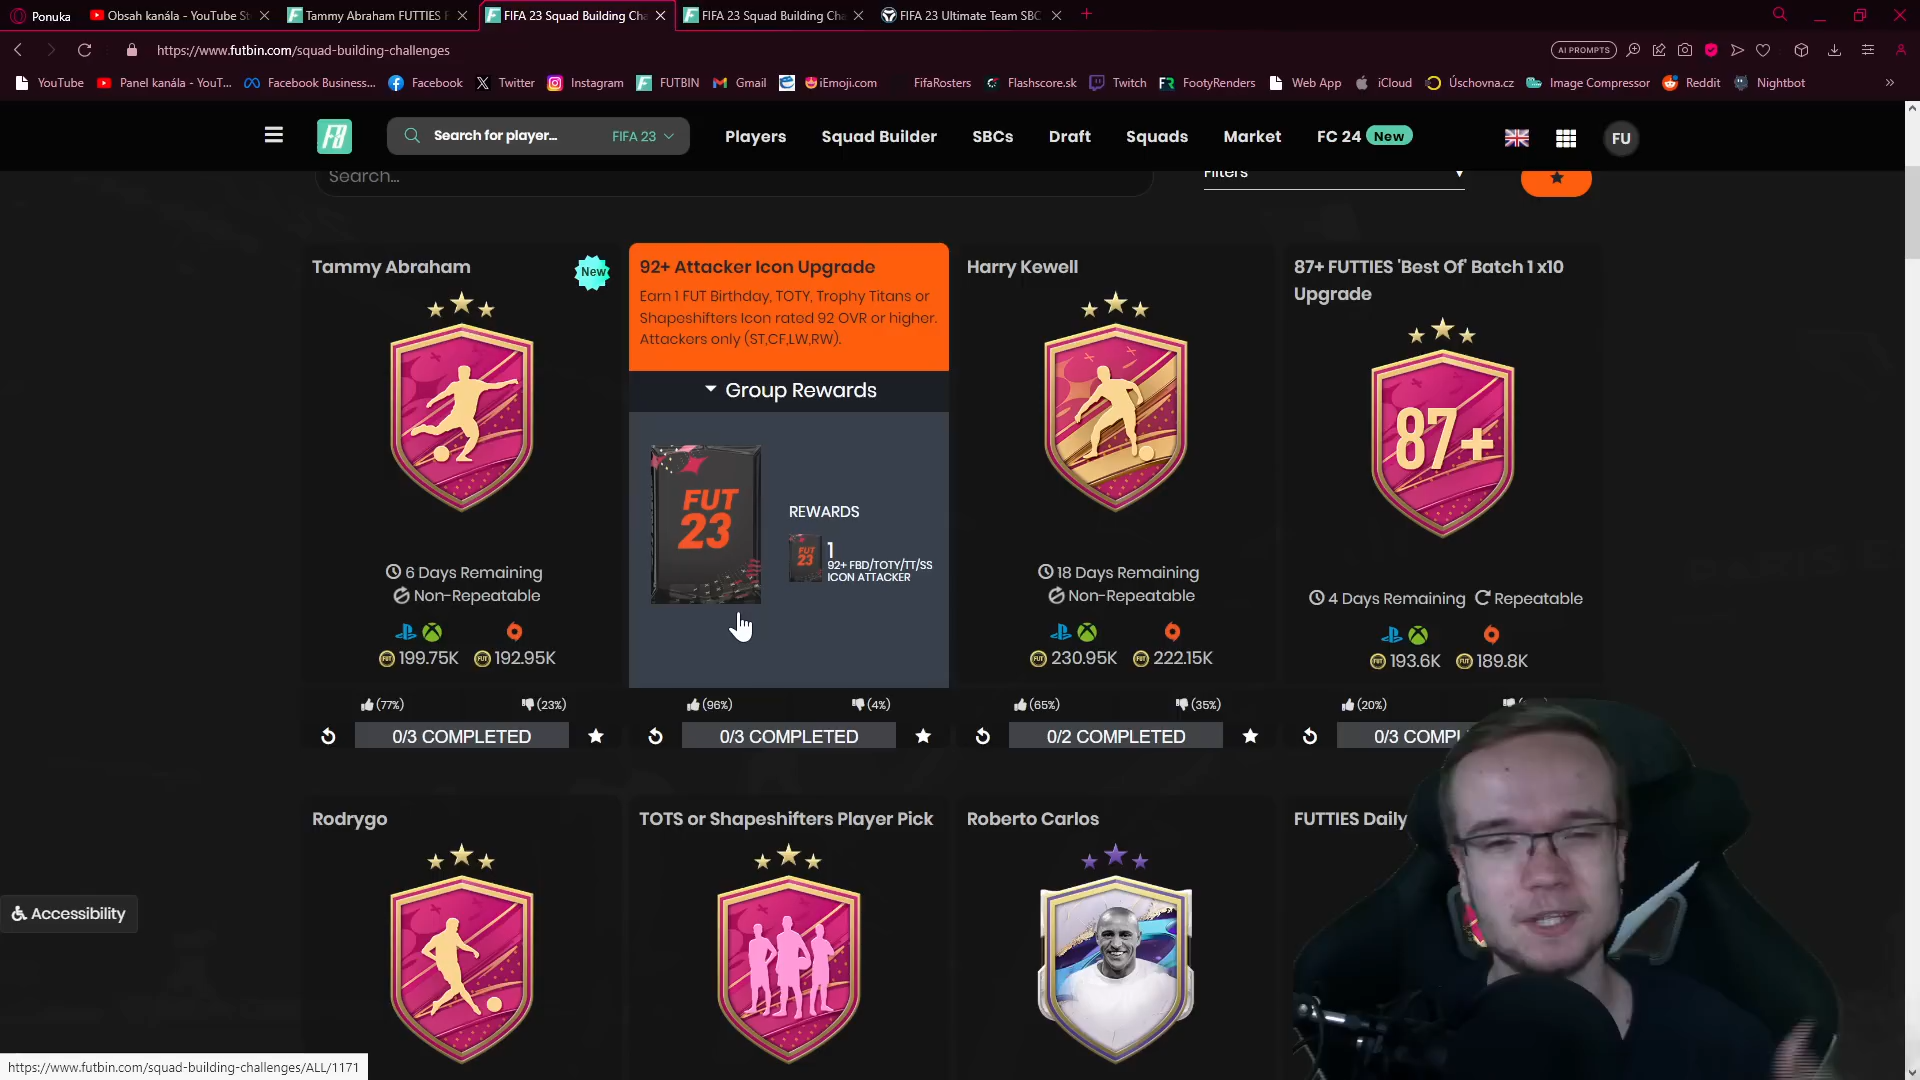 Ponuka
Obsah kanála - YouTube St
Tammy Abraham FUTTIES F
FIFA 23 Squad Building Cha
FIFA 23 Squad Building Cha
FIFA 23 Ultimate Team SBC
https://www.futbin.com/squad-building-challenges
AI PROMPTS
YouTube
Panel kanála - YouT...
Facebook Business...
Facebook
Twitter
Instagram
FUTBIN
Gmail
iEmoji.com
FifaRosters
Flashscore.sk
Twitch
FootyRenders
Web App
iCloud
Úschovna.cz
Image Compressor
Reddit
Nightbot
Search for player...
FIFA 23
Players
Squad Builder
SBCs
Draft
Squads
Market
FC 24 New
FU
Search...
Filters
Tammy Abraham
New
6 Days Remaining
Non-Repeatable
199.75K 192.95K
(77%) (23%)
0/3 COMPLETED
92+ Attacker Icon Upgrade
Earn 1 FUT Birthday, TOTY, Trophy Titans or
Shapeshifters Icon rated 92 OVR or higher.
Attackers only (ST,CF,LW,RW).
Group Rewards
FUT
23
REWARDS
FUT
23
1
92+ FBD/TOTY/TT/SS
ICON ATTACKER
(96%) (4%)
0/3 COMPLETED
Harry Kewell
18 Days Remaining
Non-Repeatable
230.95K 222.15K
(65%) (35%)
0/2 COMPLETED
87+ FUTTIES 'Best Of' Batch 1 x10
Upgrade
87+
4 Days Remaining Repeatable
193.6K 189.8K
(20%)
0/3 COMPL
Rodrygo
TOTS or Shapeshifters Player Pick
Roberto Carlos
FUTTIES Daily
Accessibility
https://www.futbin.com/squad-building-challenges/ALL/1171